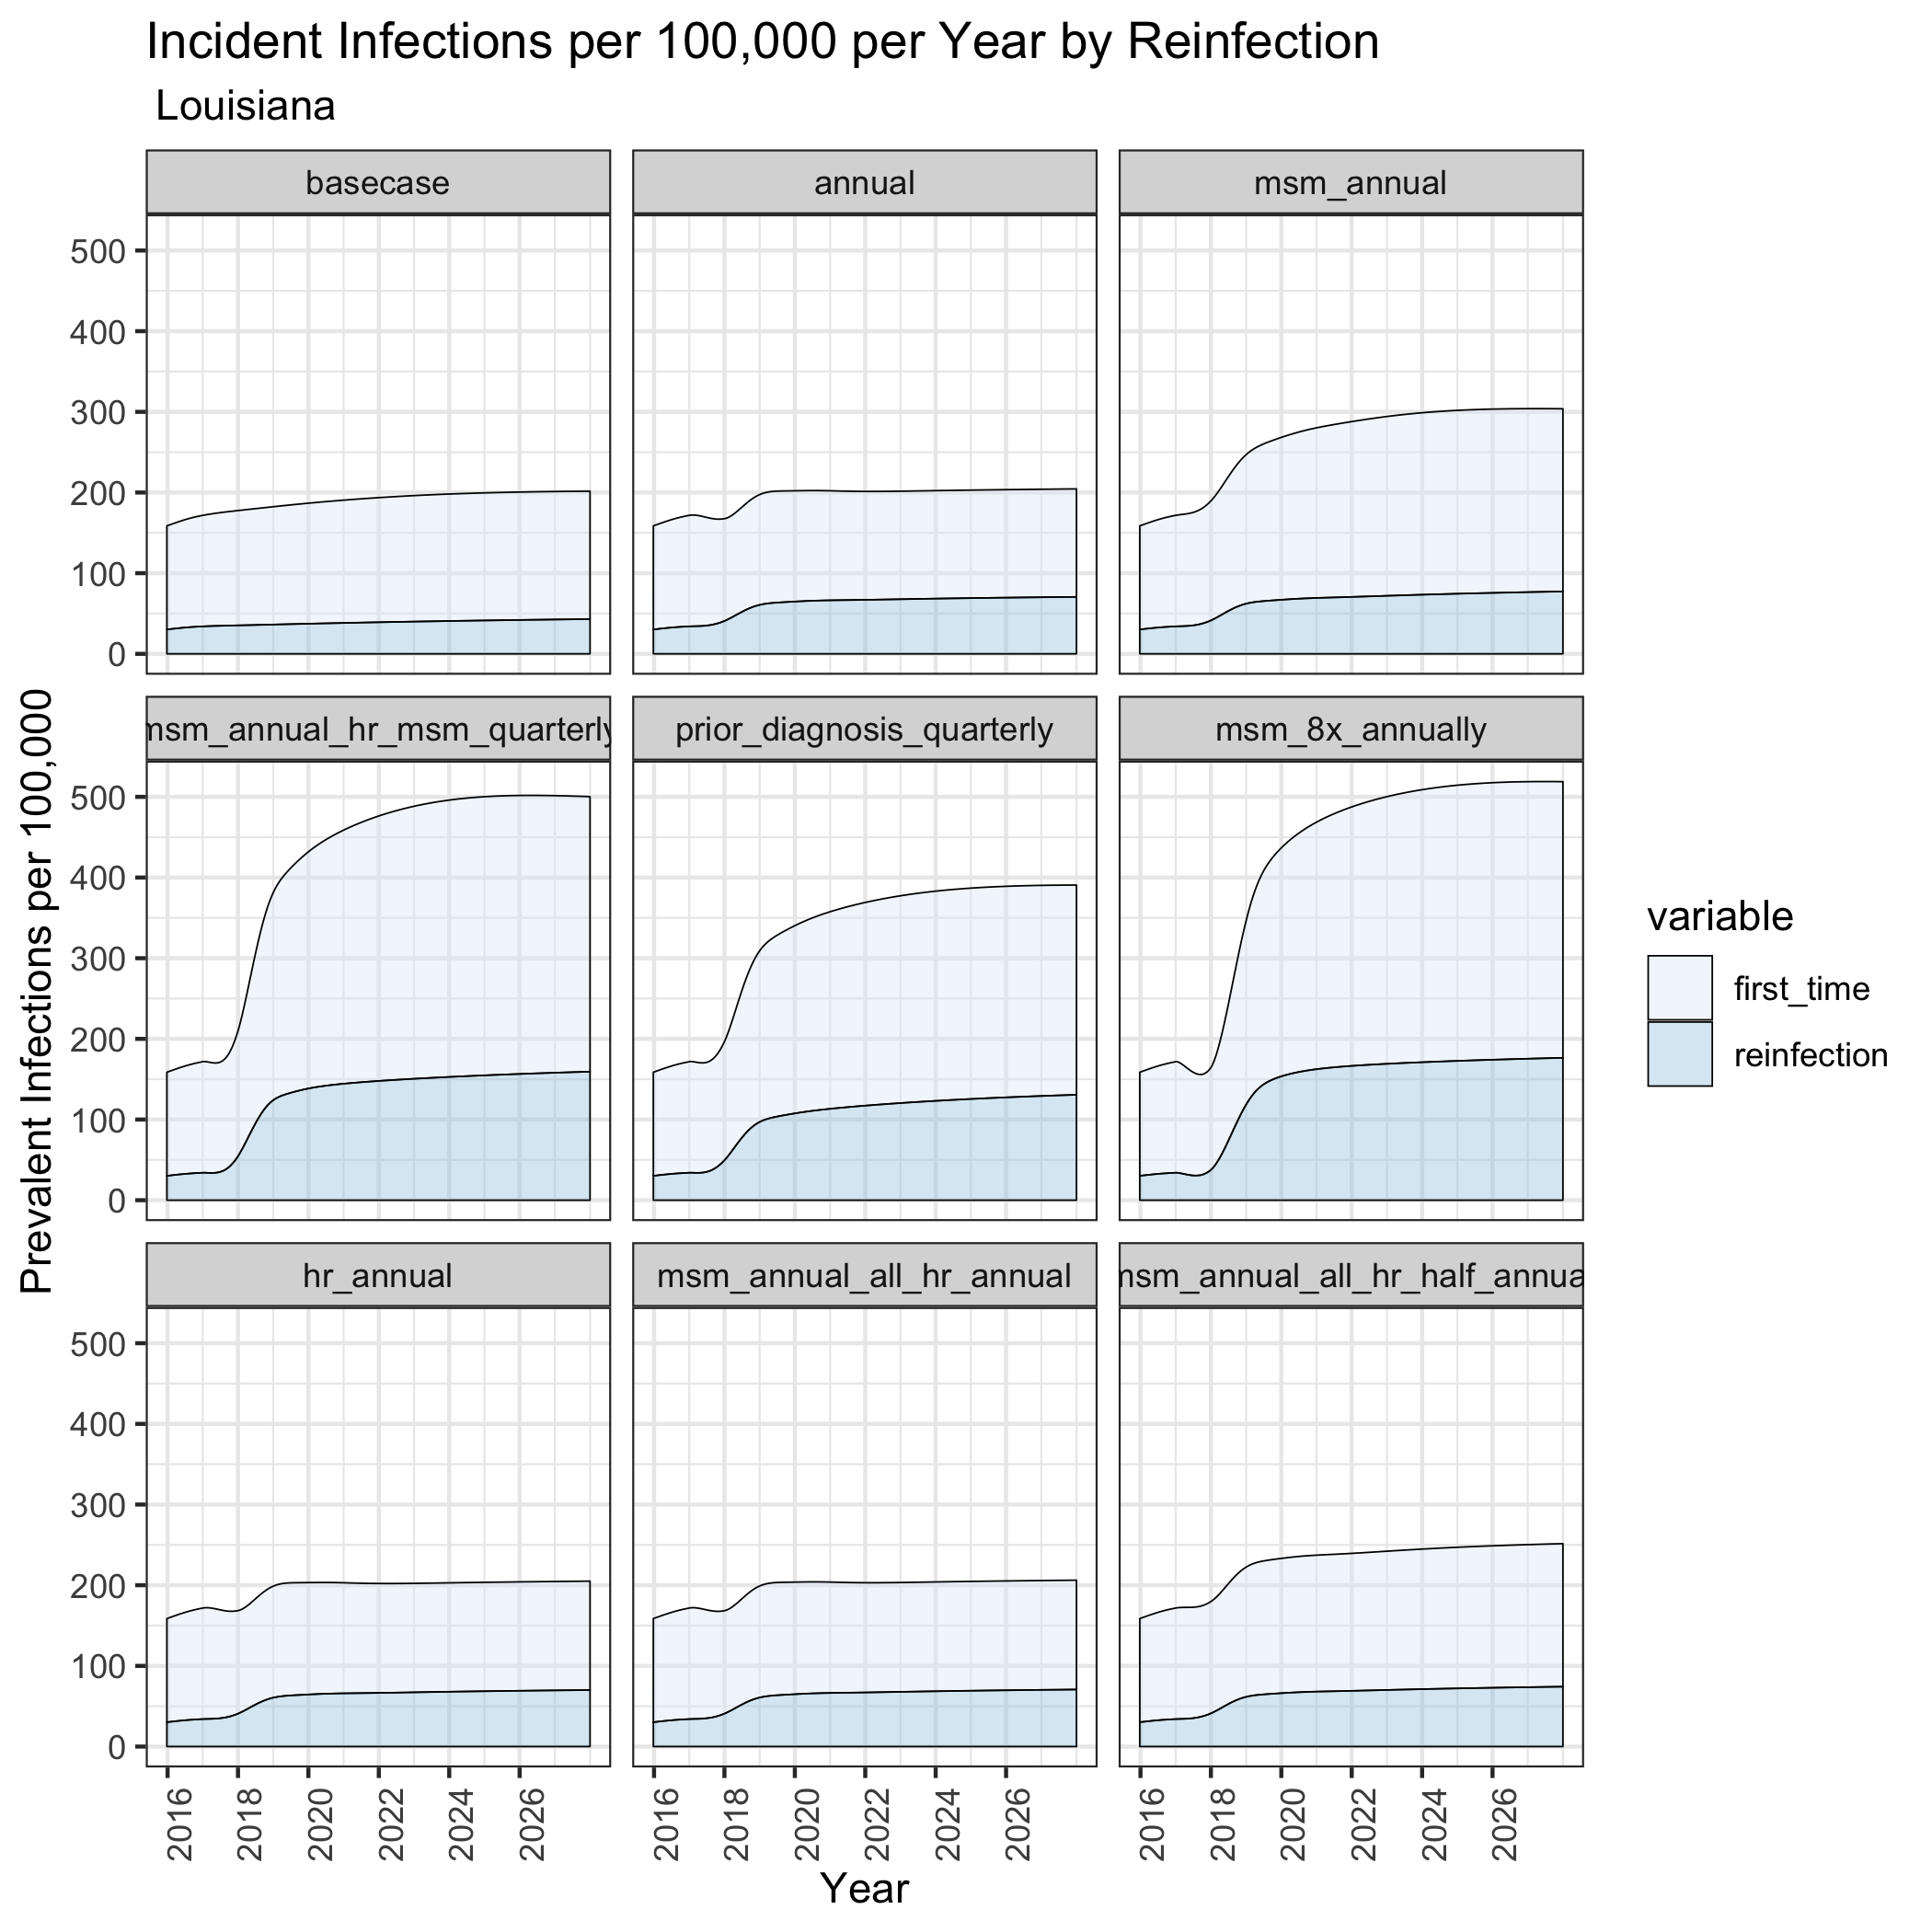 Incident Infections per 100,000 per Year by Reinfection
Louisiana
basecase
annual
msm_annual
500
400
300
200
100
0
msm_annual_hr_msm_quarterly
prior_diagnosis_quarterly
msm_8x_annually
500
400
300
200
100
0
hr_annual
msm_annual_all_hr_annual
msm_annual_all_hr_half_annua
500
400
300
200
100
0
2016 2018 2020 2022 2024 2026
2016 2018 2020 2022 2024 2026
2016 2018 2020 2022 2024 2026
Year
Prevalent Infections per 100,000
variable
first_time
reinfection